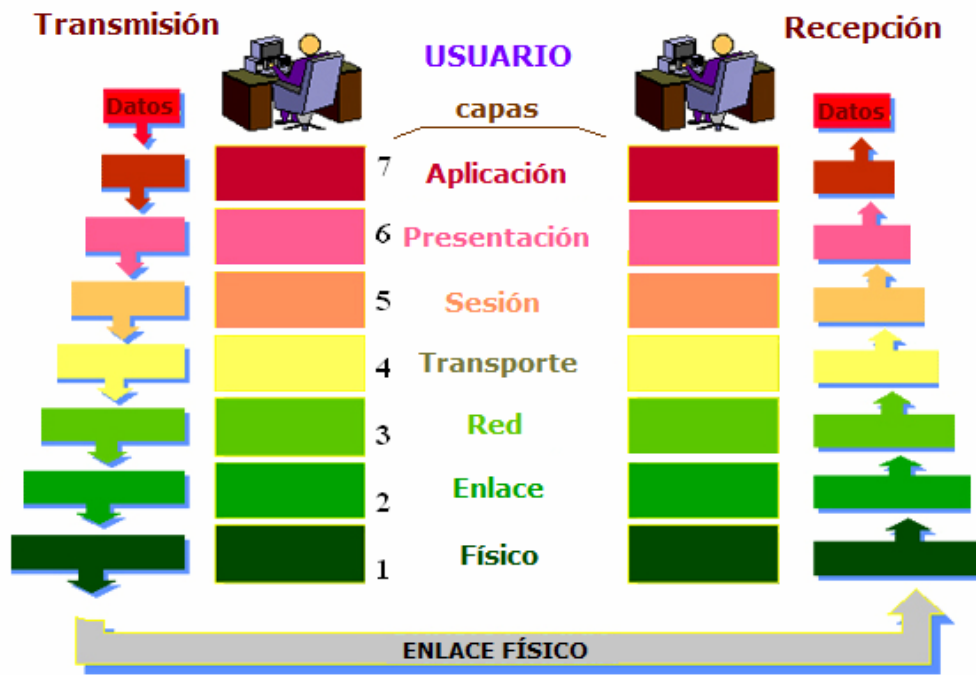 Transmisión
Recepción
USUARIO
capas
Datos
Datos
7 Aplicación
6 Presentación
5 Sesión
4 Transporte
3 Red
2 Enlace
1 Físico
ENLACE FÍSICO